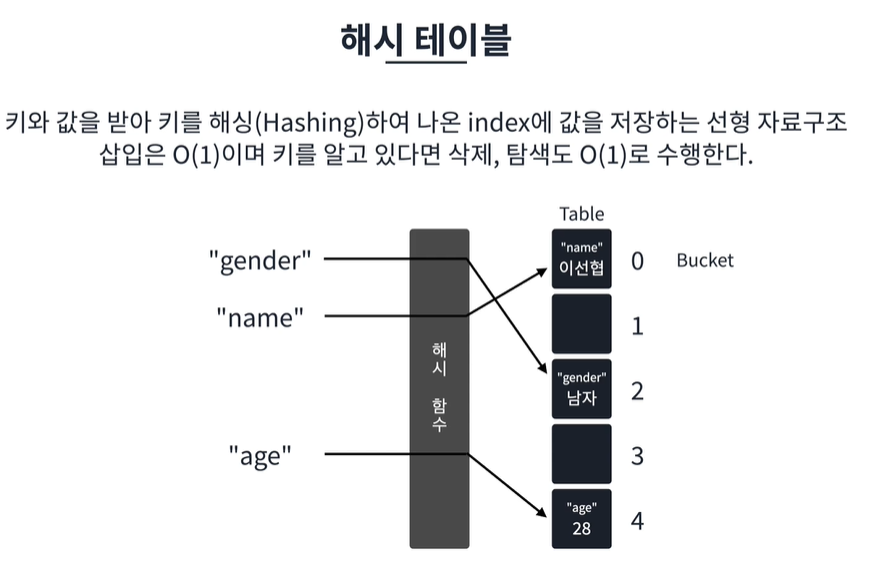 해시 테이블
키와 값을 받아 키를 해싱(Hashing)하여 나온 index에 값을 저장하는 선형 자료구조
삽입은 O(1)이며 키를 알고 있다면 삭제, 탐색도 O(1)로 수행한다.
Table
"gender"
"name"
"age"
해시 함수
"name"
이선협
0
Bucket
1
"gender"
남자
2
3
"age"
28
4